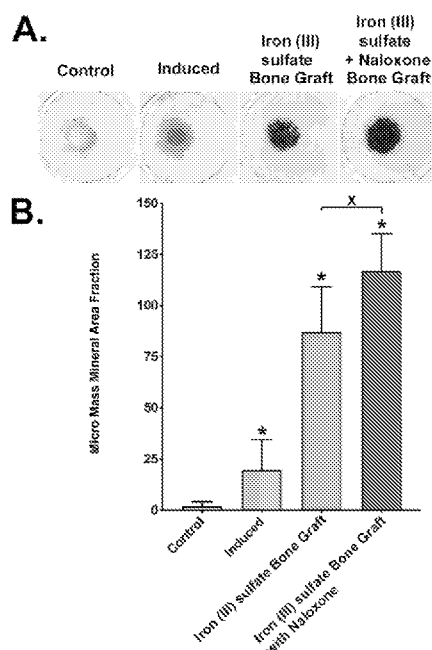 A.
Control
Induced
Iron (III)
sulfate
Bone Graft
Iron (III)
sulfate
+ Naloxone
Bone Graft
B.
x
150
125
100
75
50
25
0
*
*
*
Micro Mass Mineral Area Fraction
Control
Induced
Iron (III) sulfate Bone Graft
Iron (III) sulfate Bone Graft
with Naloxone